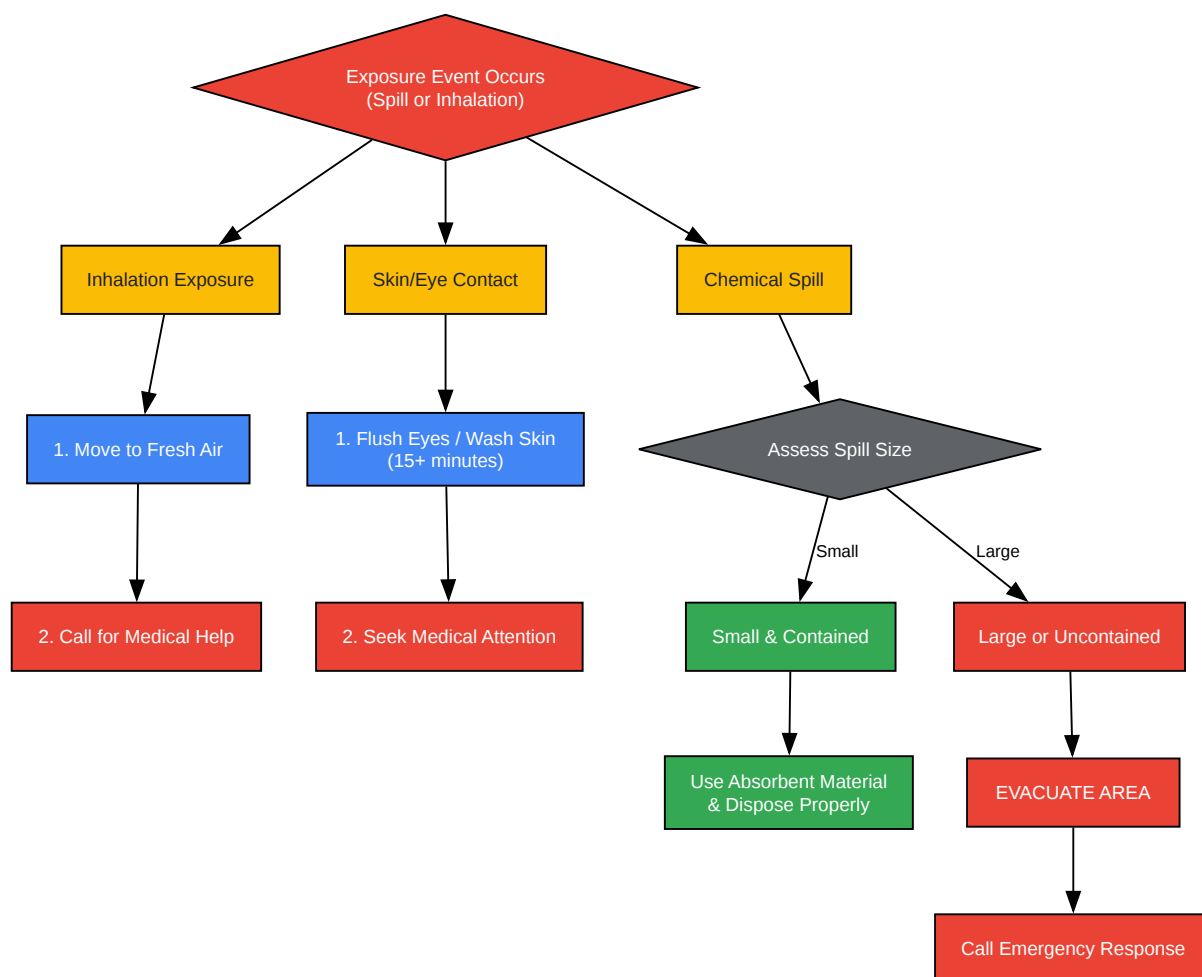 Exposure Event Occurs
(Spill or Inhalation)
Inhalation Exposure
Skin/Eye Contact
Chemical Spill
1. Move to Fresh Air
1. Flush Eyes / Wash Skin
(15+ minutes)
Assess Spill Size
Small
Large
2. Call for Medical Help
2. Seek Medical Attention
Small & Contained
Large or Uncontained
Use Absorbent Material
& Dispose Properly
EVACUATE AREA
Call Emergency Response